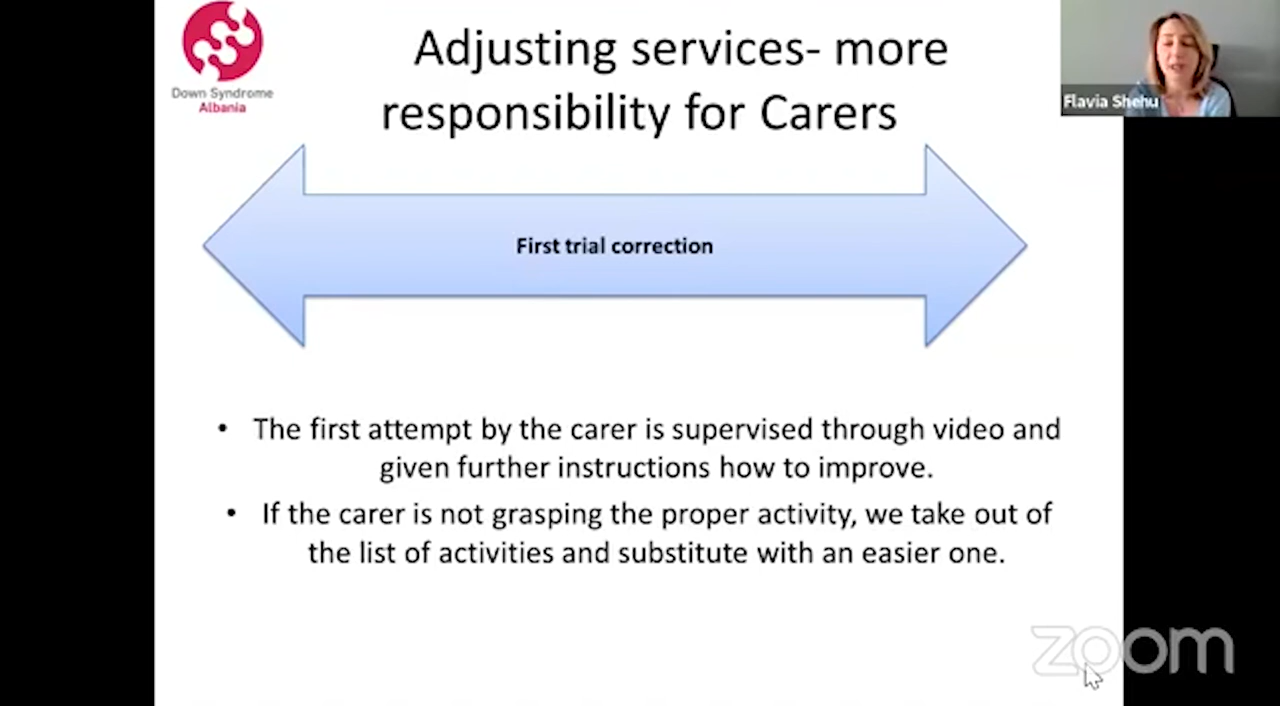 Down Syndrome
Albania
Adjusting services- more
responsibility for Carers
Flavia Shehu
First trial correction
• The first attempt by the carer is supervised through video and
given further instructions how to improve.
• If the carer is not grasping the proper activity, we take out of
the list of activities and substitute with an easier one.
zoom